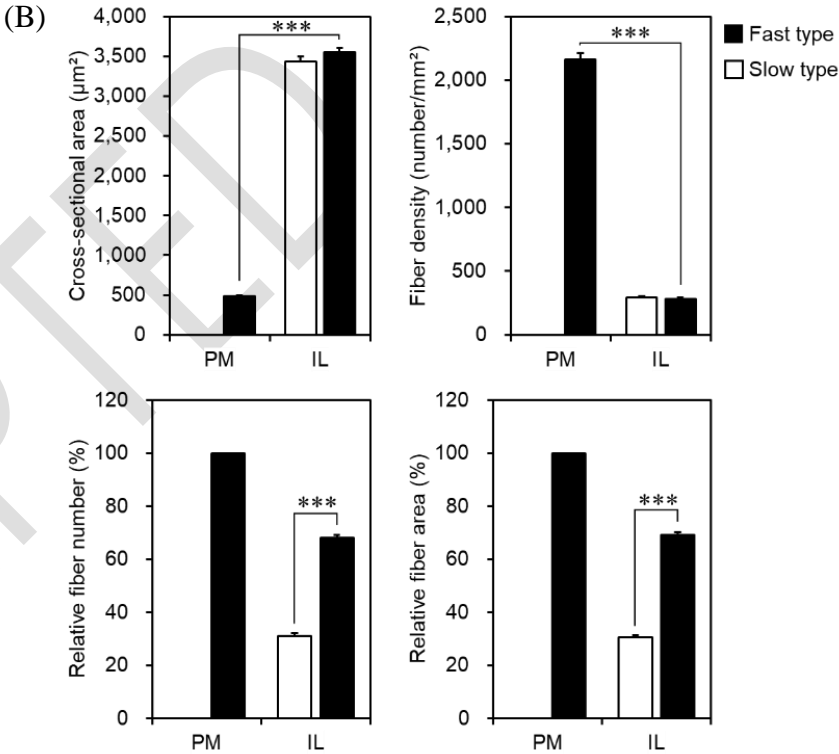 (B)
Cross-sectional area (µm²)
4,000
3,500
3,000
2,500
2,000
1,500
1,000
500
0
***
PM IL
Fiber density (number/mm²)
2,500
2,000
1,500
1,000
500
0
***
PM IL
Fast type
Slow type
Relative fiber number (%)
120
100
80
60
40
20
0
***
PM IL
Relative fiber area (%)
120
100
80
60
40
20
0
***
PM IL
PTED